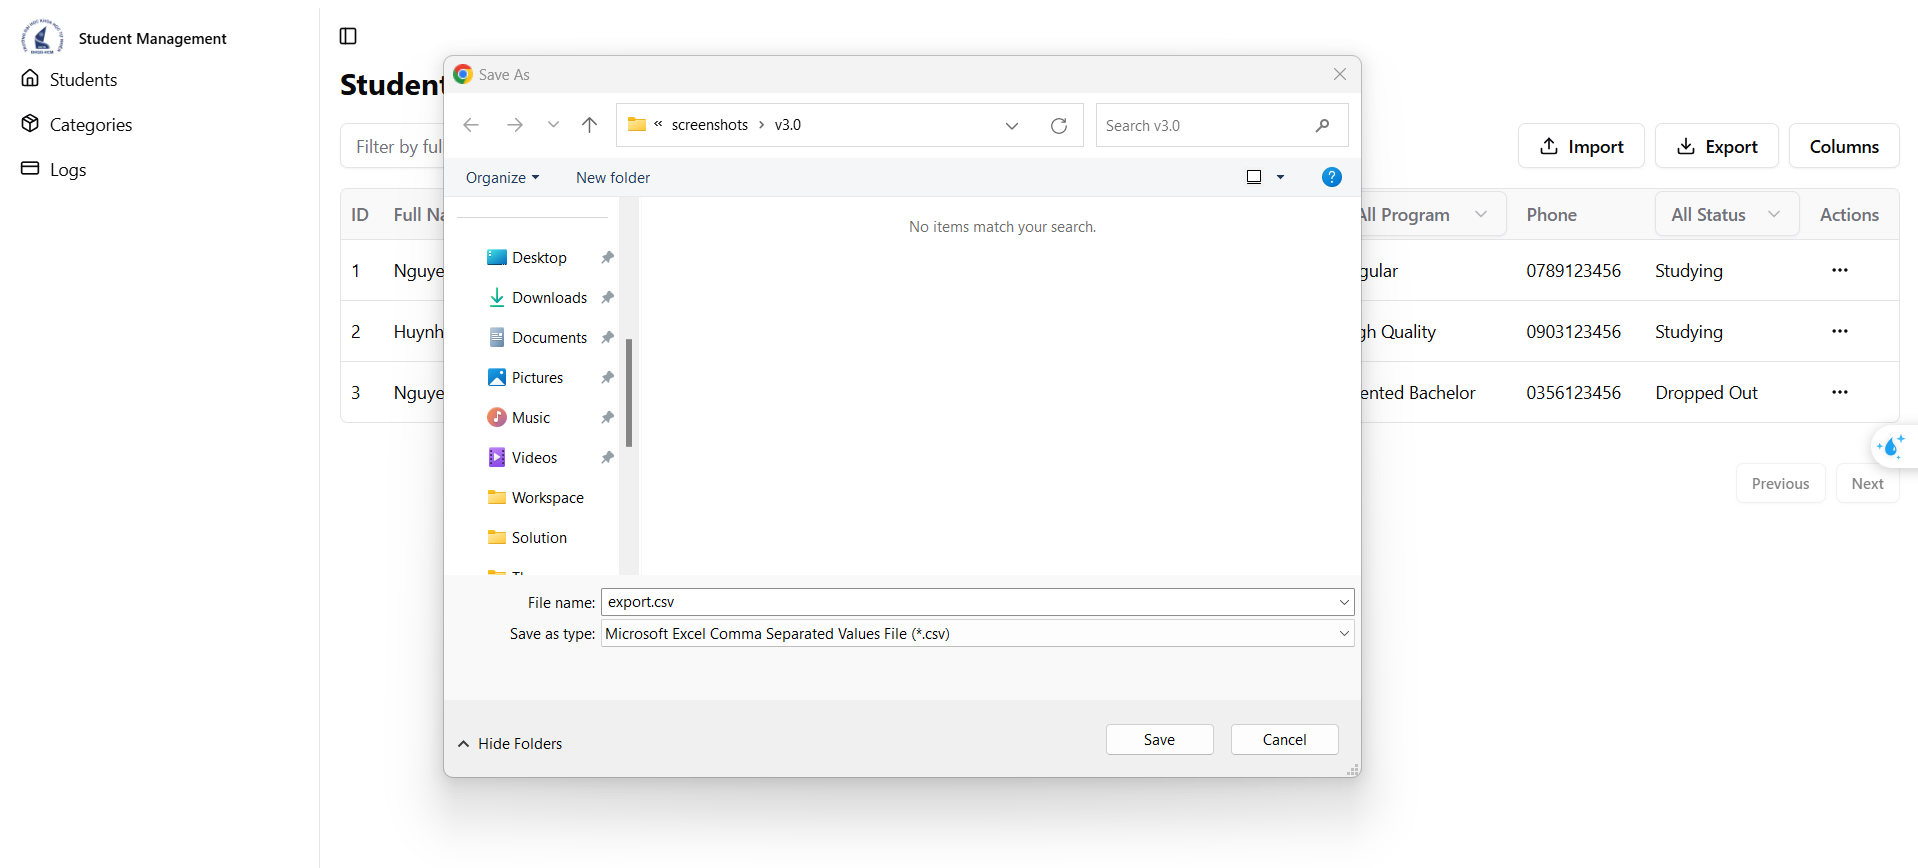 Student Management
Students
Categories
Logs
Student
Filter by ful
Import
Export
Columns
ID
Full Na
All Program
Phone
All Status
Actions
1
Nguye
gular
0789123456
Studying
2
Huynh
gh Quality
0903123456
Studying
3
Nguye
ented Bachelor
0356123456
Dropped Out
Previous
Next
Save As
« screenshots › v3.0
Search v3.0
Organize
New folder
?
No items match your search.
Desktop
Downloads
Documents
Pictures
Music
Videos
Workspace
Solution
File name: export.csv
Save as type: Microsoft Excel Comma Separated Values File (*.csv)
Hide Folders
Save
Cancel